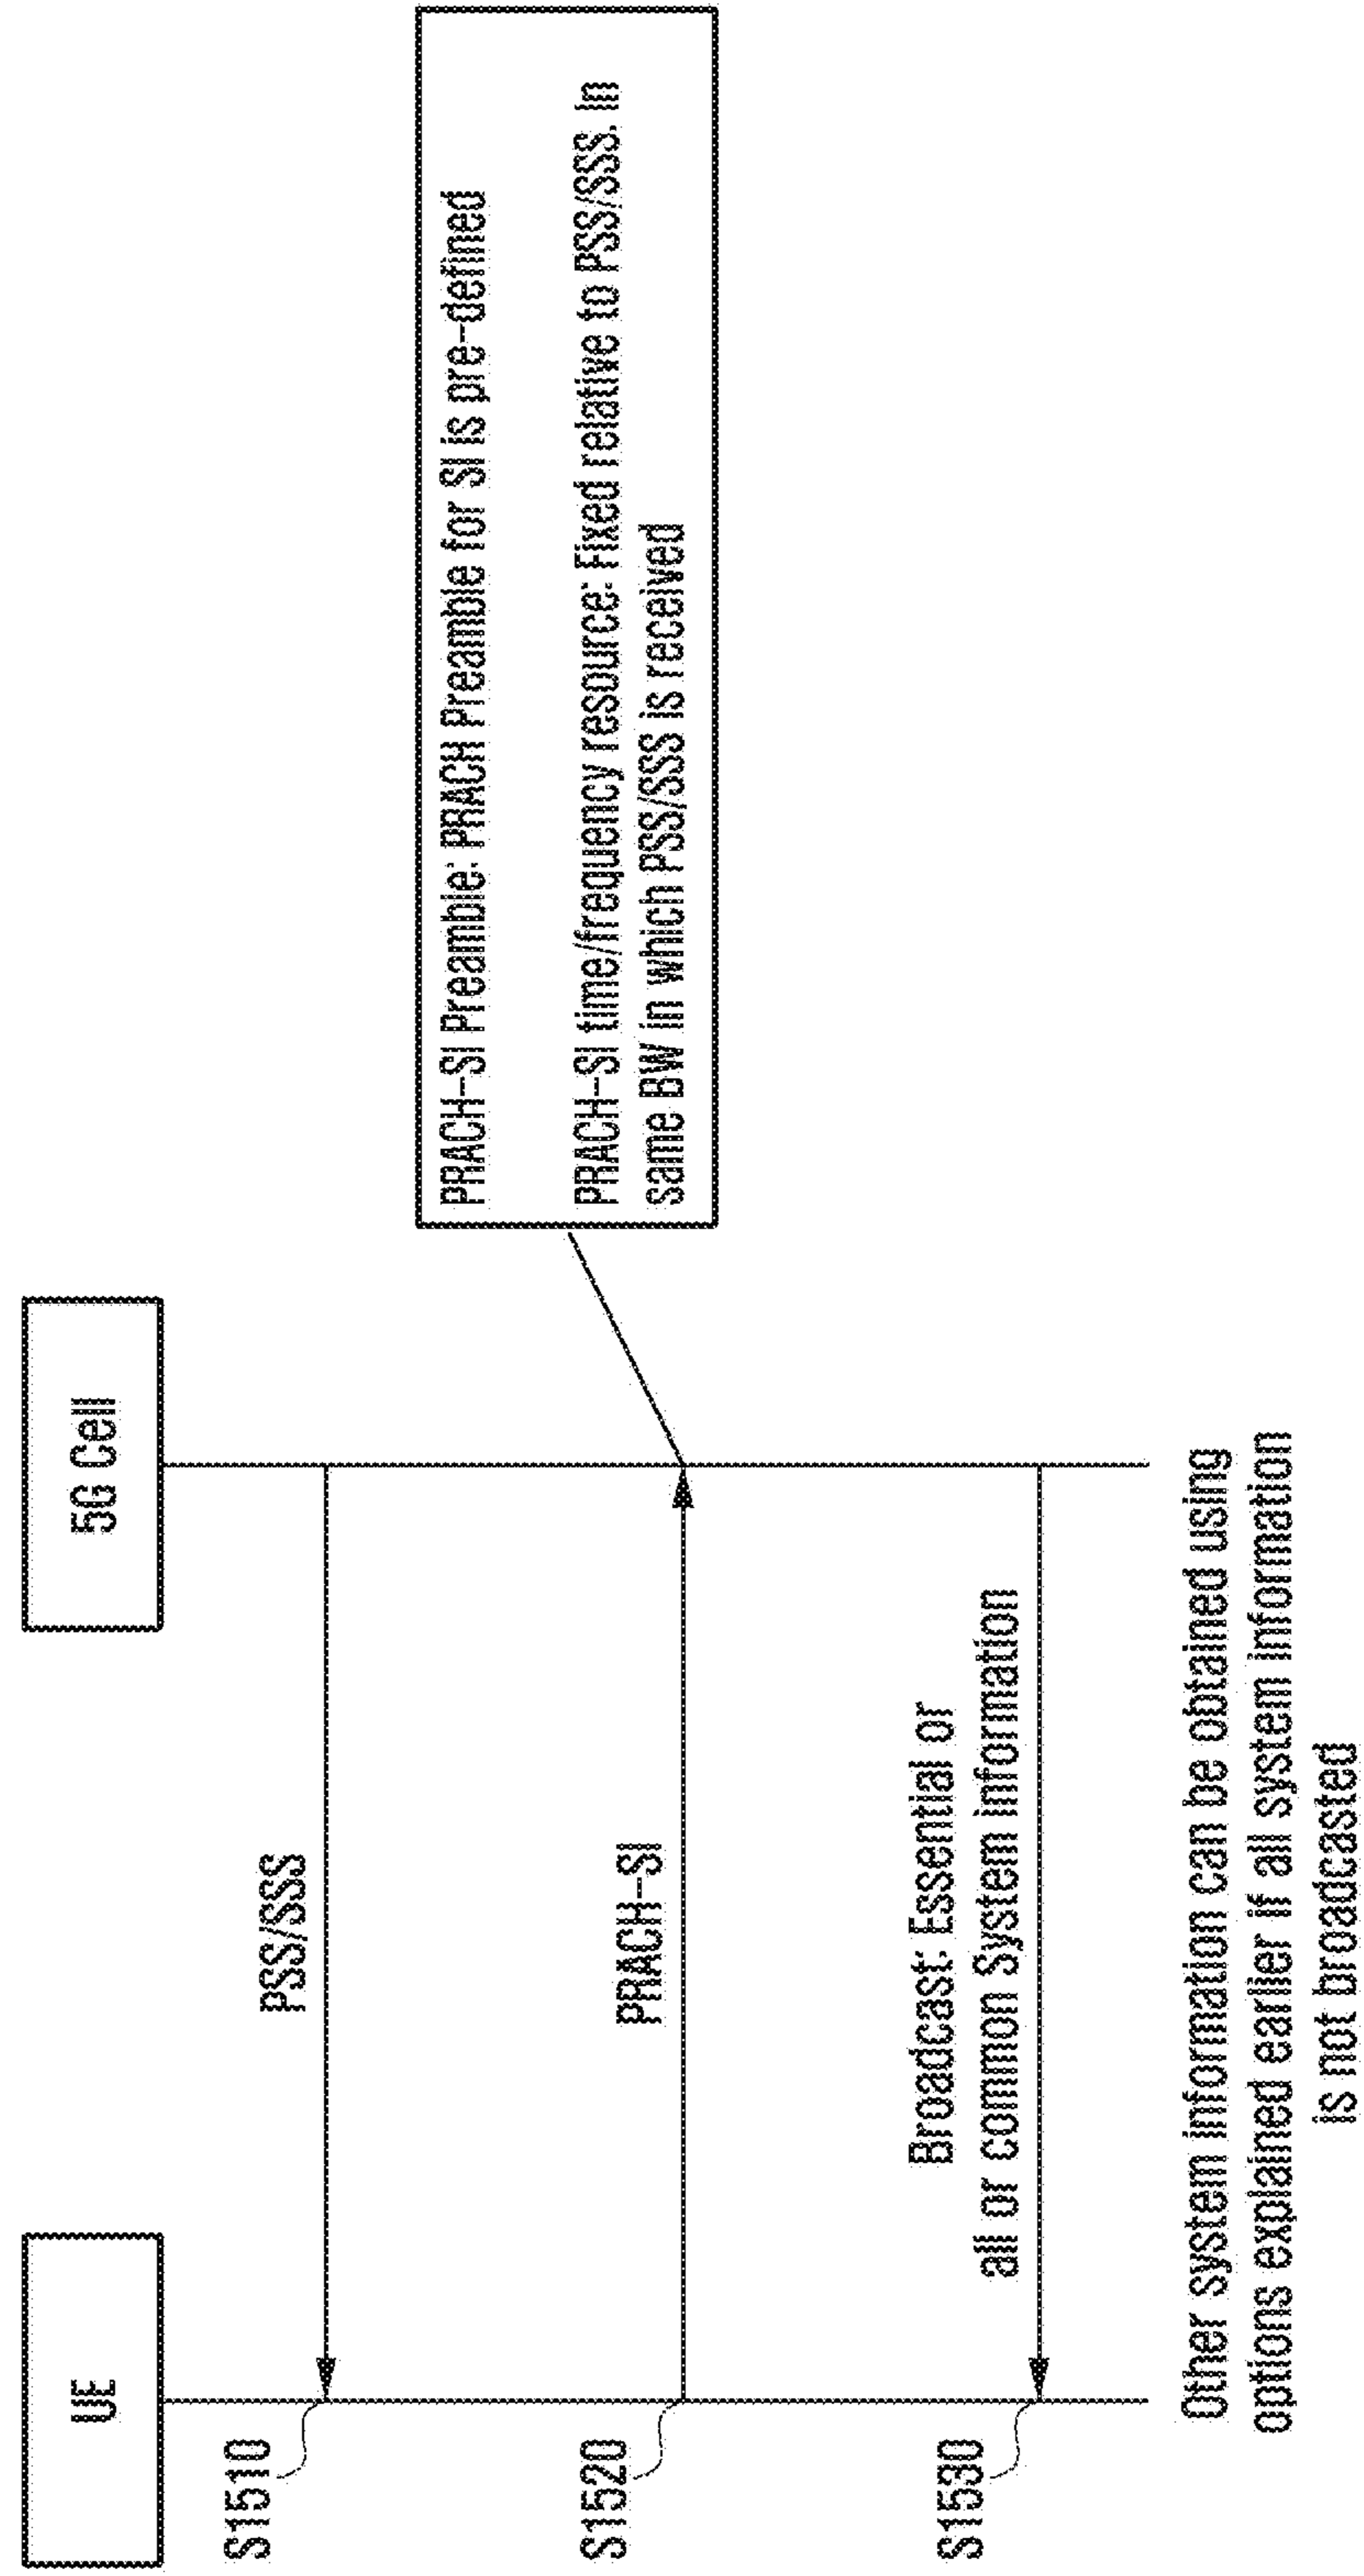 UE
5G Cell
S1510
PSS/SSS
S1520
PRACH-SI
PRACH-SI Preamble: PRACH Preamble for SI is pre-defined
PRACH-SI time/frequency resource: Fixed relative to PSS/SSS. In
same BW in which PSS/SSS is received
S1530
Broadcast: Essential or
all or common System information
Other system information can be obtained using
options explained earlier if all system information
is not broadcasted